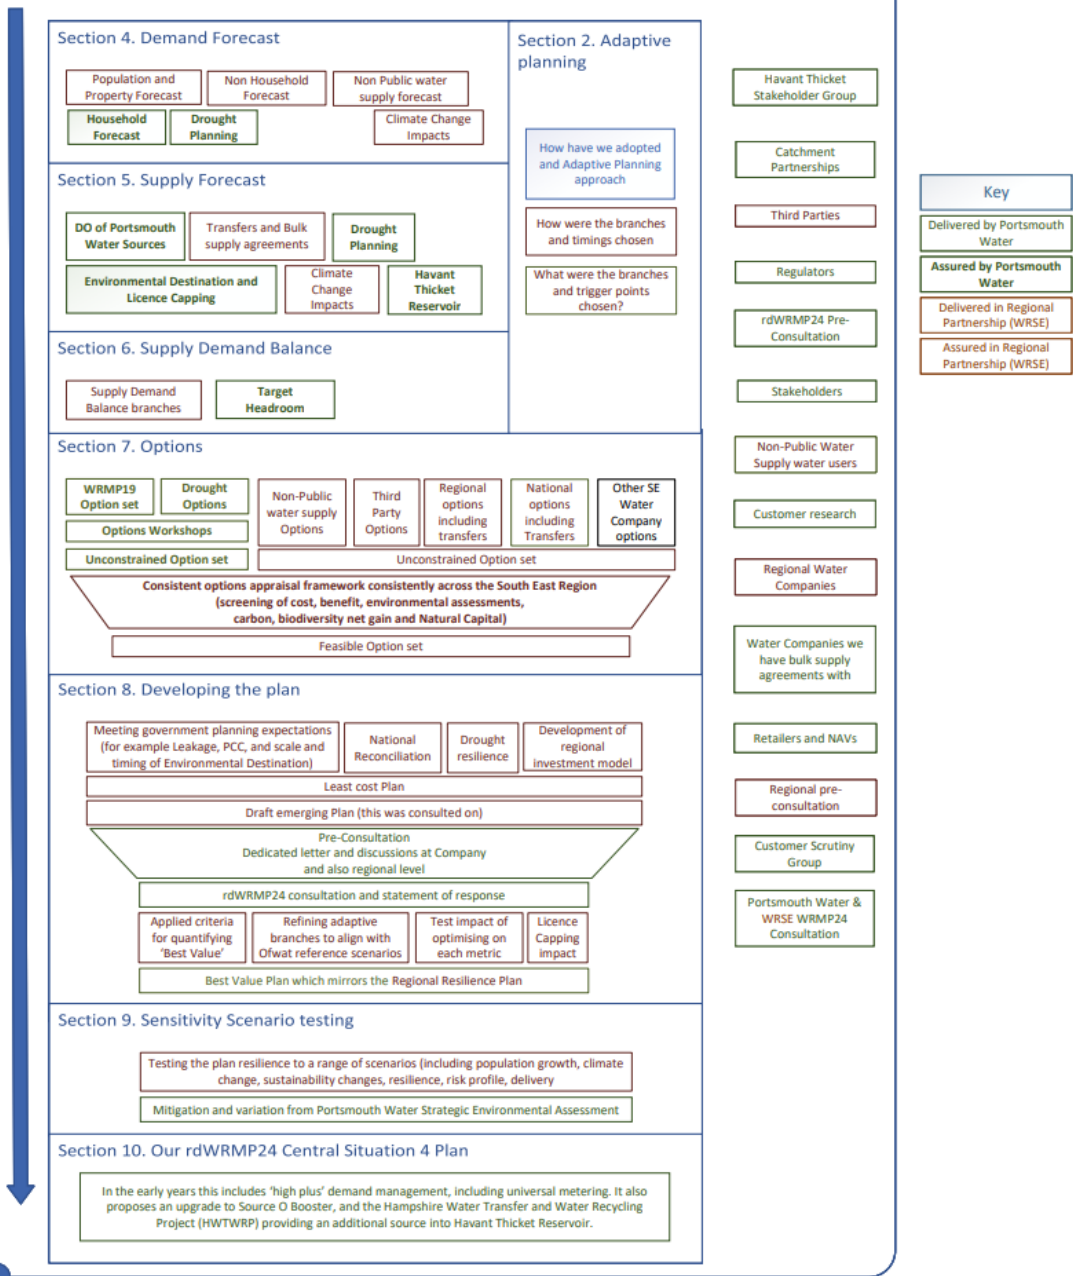 Section 4. Demand Forecast
Population and
Property Forecast
Non Household
Forecast
Non Public water
supply forecast
Household
Forecast
Drought
Planning
Climate Change
Impacts
Section 5. Supply Forecast
DO of Portsmouth
Water Sources
Transfers and Bulk
supply agreements
Drought
Planning
Environmental Destination and
Licence Capping
Climate
Change
Impacts
Havant
Thicket
Reservoir
Section 6. Supply Demand Balance
Supply Demand
Balance branches
Target
Headroom
Section 2. Adaptive
planning
How have we adopted
and Adaptive Planning
approach
How were the branches
and timings chosen
What were the branches
and trigger points
chosen?
Section 7. Options
WRMP19
Option set
Drought
Options
Options Workshops
Unconstrained Option set
Non-Public
water supply
Options
Third
Party
Options
Regional
options
including
transfers
National
options
including
Transfers
Other SE
Water
Company
options
Unconstrained Option set
Consistent options appraisal framework consistently across the South East Region
(screening of cost, benefit, environmental assessments,
carbon, biodiversity net gain and Natural Capital)
Feasible Option set
Section 8. Developing the plan
Meeting government planning expectations
(for example Leakage, PCC, and scale and
timing of Environmental Destination)
National
Reconciliation
Drought
resilience
Development of
regional
investment model
Least cost Plan
Draft emerging Plan (this was consulted on)
Pre-Consultation
Dedicated letter and discussions at Company
and also regional level
rdWRMP24 consultation and statement of response
Applied criteria
for quantifying
'Best Value'
Refining adaptive
branches to align with
Ofwat reference scenarios
Test impact of
optimising on
each metric
Licence
Capping
impact
Best Value Plan which mirrors the Regional Resilience Plan
Section 9. Sensitivity Scenario testing
Testing the plan resilience to a range of scenarios (including population growth, climate
change, sustainability changes, resilience, risk profile, delivery
Mitigation and variation from Portsmouth Water Strategic Environmental Assessment
Section 10. Our rdWRMP24 Central Situation 4 Plan
In the early years this includes 'high plus' demand management, including universal metering. It also
proposes an upgrade to Source O Booster, and the Hampshire Water Transfer and Water Recycling
Project (HWTWRP) providing an additional source into Havant Thicket Reservoir.
Havant Thicket
Stakeholder Group
Catchment
Partnerships
Third Parties
Regulators
rdWRMP24 Pre-
Consultation
Stakeholders
Non-Public Water
Supply water users
Customer research
Regional Water
Companies
Water Companies we
have bulk supply
agreements with
Retailers and NAVs
Regional pre-
consultation
Customer Scrutiny
Group
Portsmouth Water &
WRSE WRMP24
Consultation
Key
Delivered by Portsmouth
Water
Assured by Portsmouth
Water
Delivered in Regional
Partnership (WRSE)
Assured in Regional
Partnership (WRSE)